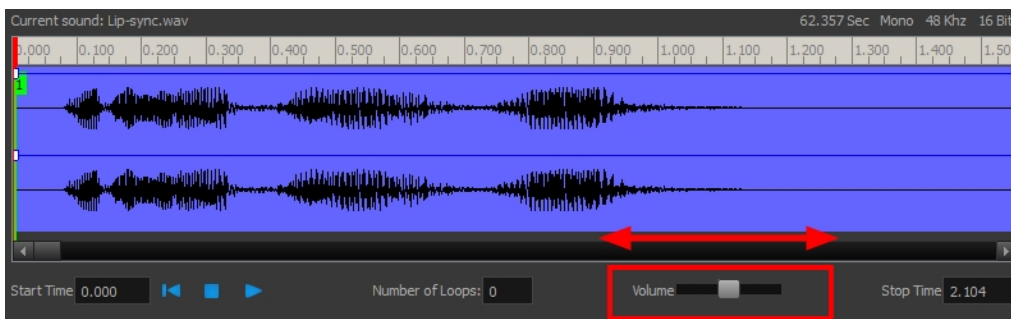 Current sound: Lip-sync.wav 62.357 Sec Mono 48 Khz 16 Bit
0.000 0.100 0.200 0.300 0.400 0.500 0.600 0.700 0.800 0.900 1.000 1.100 1.200 1.300 1.400 1.50
1
Start Time 0.000 Number of Loops: 0 Volume Stop Time 2.104